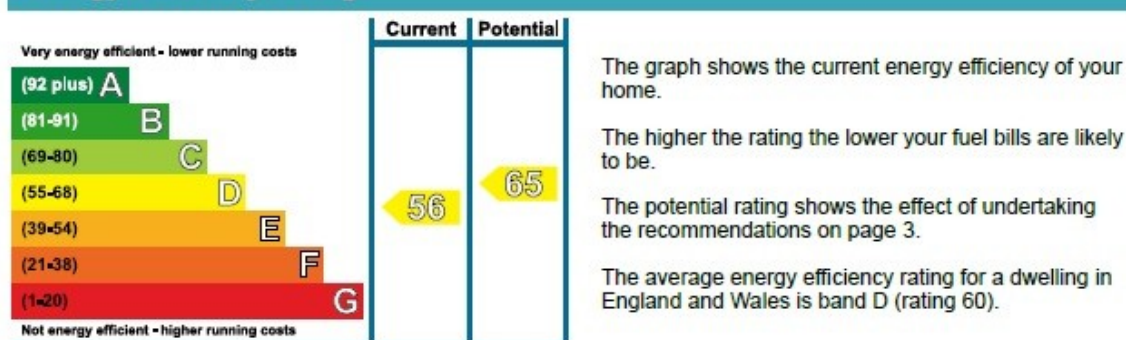 Current Potential
Very energy efficient - lower running costs
(92 plus) A
(81-91) B
(69-80) C
(55-68) D
(39-54) E
(21-38) F
(1-20) G
Not energy efficient - higher running costs
56
65
The graph shows the current energy efficiency of your
home.
The higher the rating the lower your fuel bills are likely
to be.
The potential rating shows the effect of undertaking
the recommendations on page 3.
The average energy efficiency rating for a dwelling in
England and Wales is band D (rating 60).